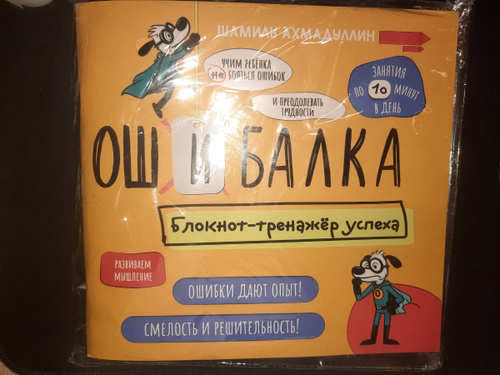 ШАМИЛЬ АХМАДУЛЛИН
УЧИМ РЕБЕНКА
НЕ БОЯТЬСЯ ОШИБОК
И ПРЕОДОЛЕВАТЬ
ТРУДНОСТИ
ЗАНЯТИЯ
ПО 10 МИНУТ
В ДЕНЬ
ОШИБАЛКА
Блокнот-тренажёр успеха
РАЗВИВАЕМ
МЫШЛЕНИЕ
ОШИБКИ ДАЮТ ОПЫТ!
СМЕЛОСТЬ И РЕШИТЕЛЬНОСТЬ!